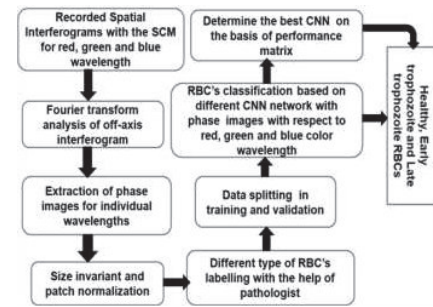 Recorded Spatial
Interferograms with the SCM
for red, green and blue
wavelength
Fourier transform
analysis of off-axis
interferogram
Extraction of phase
images for individual
wavelengths
Size invariant and
patch normalization
Different type of RBC's
labelling with the help of
pathologist
Data splitting in
training and validation
RBC's classification based on
different CNN network with
phase images with respect to
red, green and blue color
wavelength
Determine the best CNN on
the basis of performance
matrix
Healthy, Early
trophozoite and Late
trophozoite RBCs